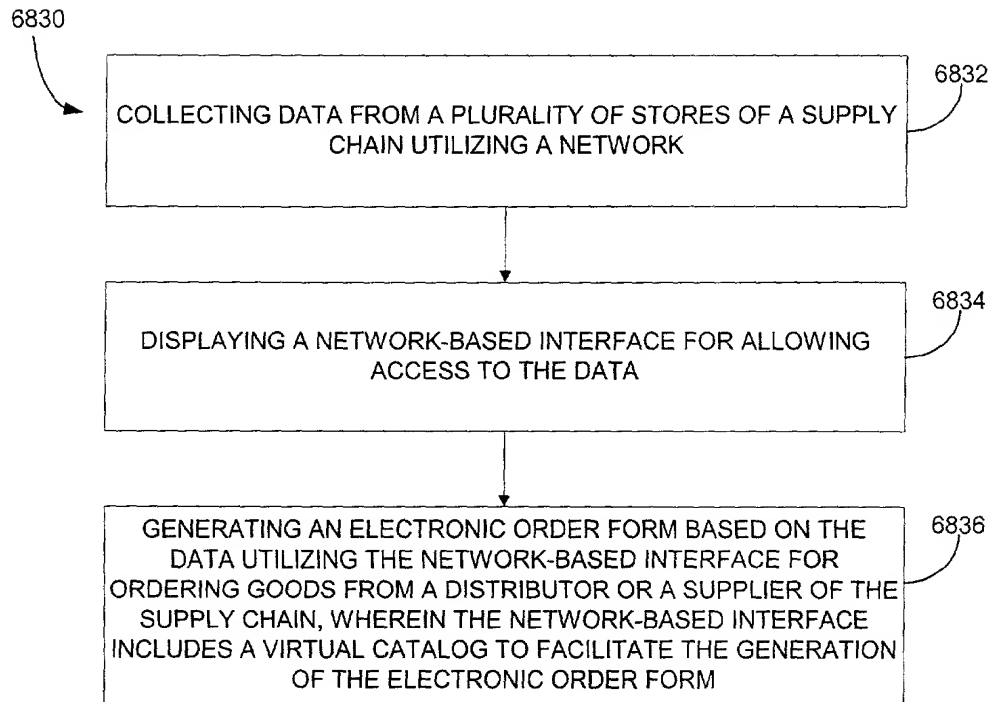 6830
6832
COLLECTING DATA FROM A PLURALITY OF STORES OF A SUPPLY
CHAIN UTILIZING A NETWORK
6834
DISPLAYING A NETWORK-BASED INTERFACE FOR ALLOWING
ACCESS TO THE DATA
6836
GENERATING AN ELECTRONIC ORDER FORM BASED ON THE
DATA UTILIZING THE NETWORK-BASED INTERFACE FOR
ORDERING GOODS FROM A DISTRIBUTOR OR A SUPPLIER OF
THE SUPPLY CHAIN, WHEREIN THE NETWORK-BASED INTERFACE
INCLUDES A VIRTUAL CATALOG TO FACILITATE THE GENERATION
OF THE ELECTRONIC ORDER FORM